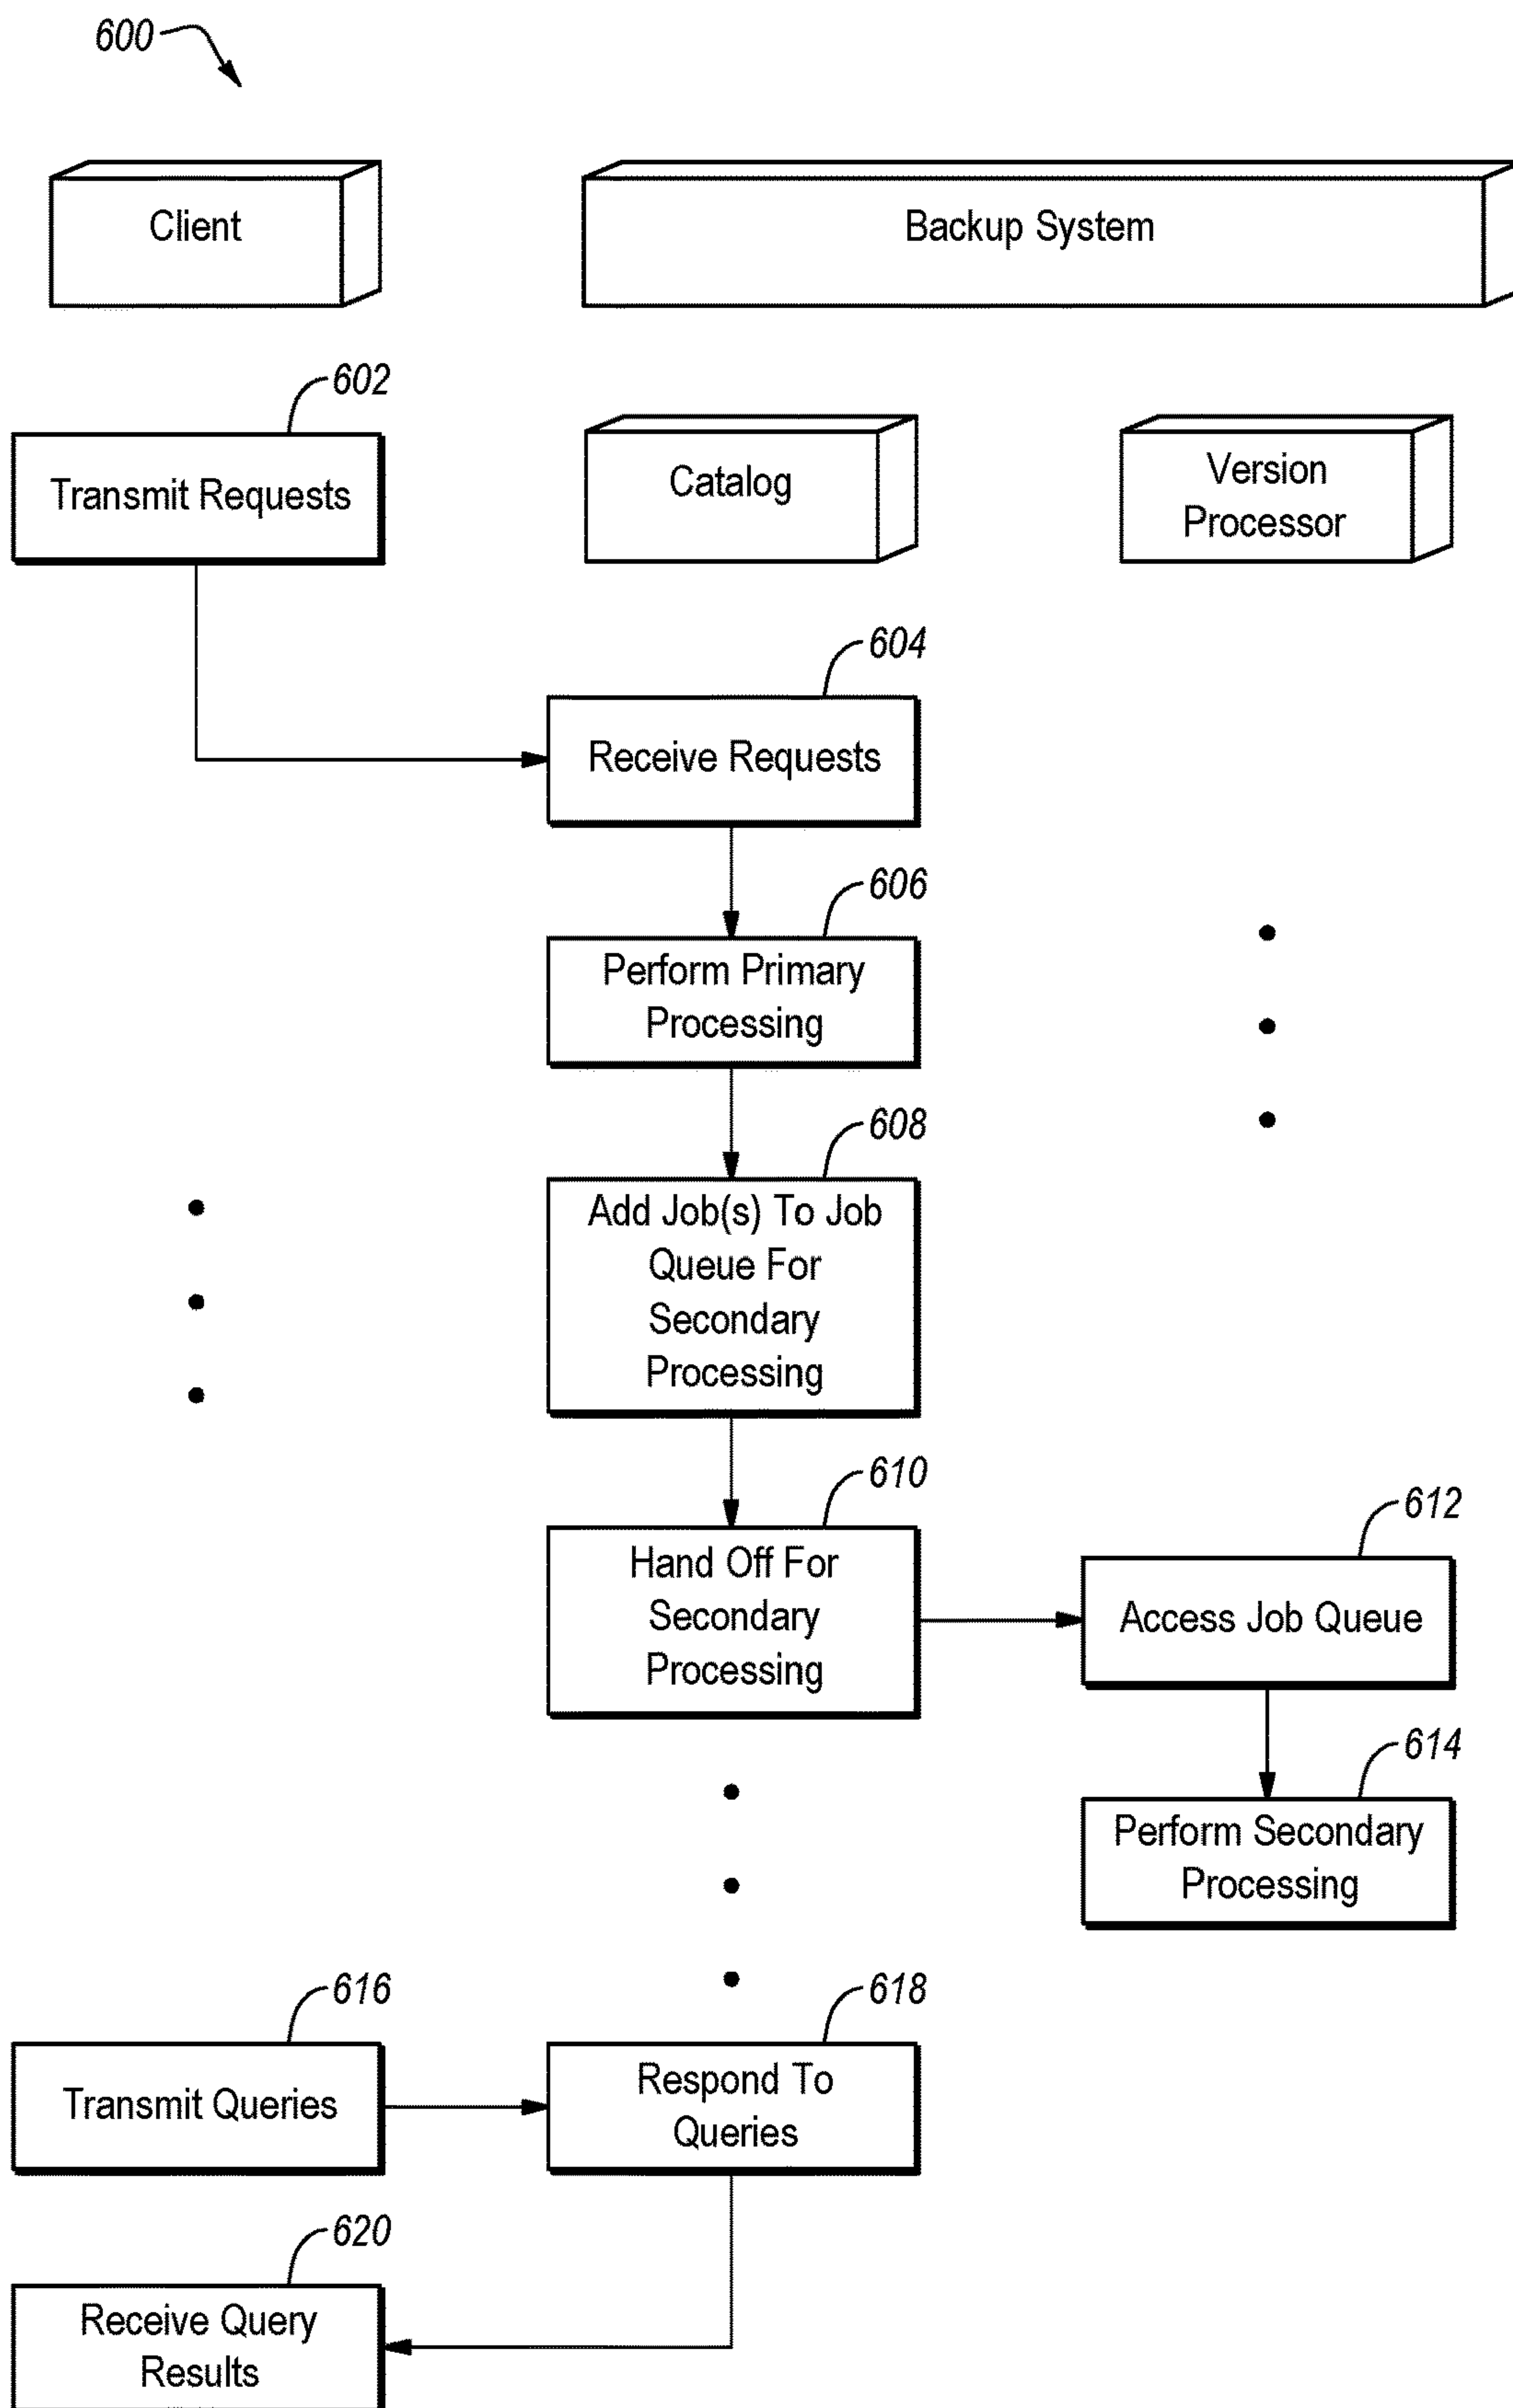 600
Client
Backup System
602
Transmit Requests
Catalog
Version
Processor
604
Receive Requests
606
Perform Primary
Processing
608
Add Job(s) To Job
Queue For
Secondary
Processing
610
Hand Off For
Secondary
Processing
612
Access Job Queue
614
Perform Secondary
Processing
616
Transmit Queries
618
Respond To
Queries
620
Receive Query
Results